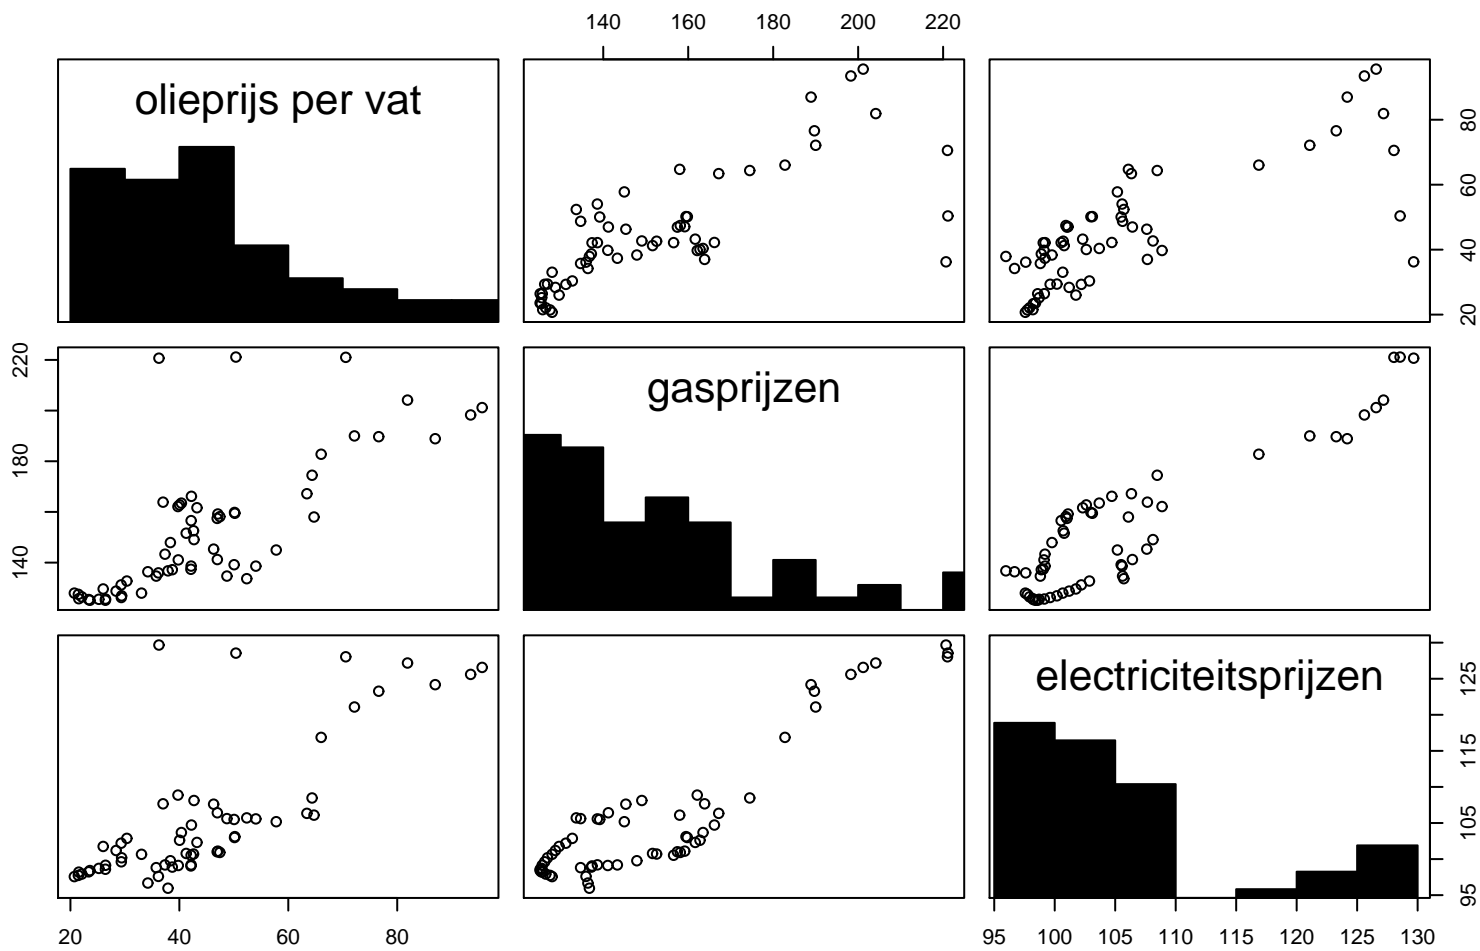 140 160 180 200 220
olieprijs per vat
20 40 60 80
140 180 220
gasprijzen
electriciteitsprijzen
95 105 115 125
20 40 60 80
95 100 105 110 115 120 125 130